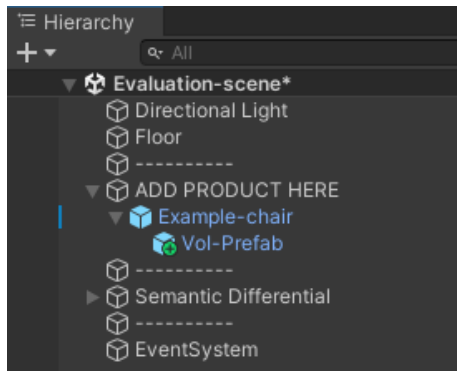 Hierarchy
All
Evaluation-scene*
Directional Light
Floor
----------
ADD PRODUCT HERE
Example-chair
Vol-Prefab
----------
Semantic Differential
----------
EventSystem